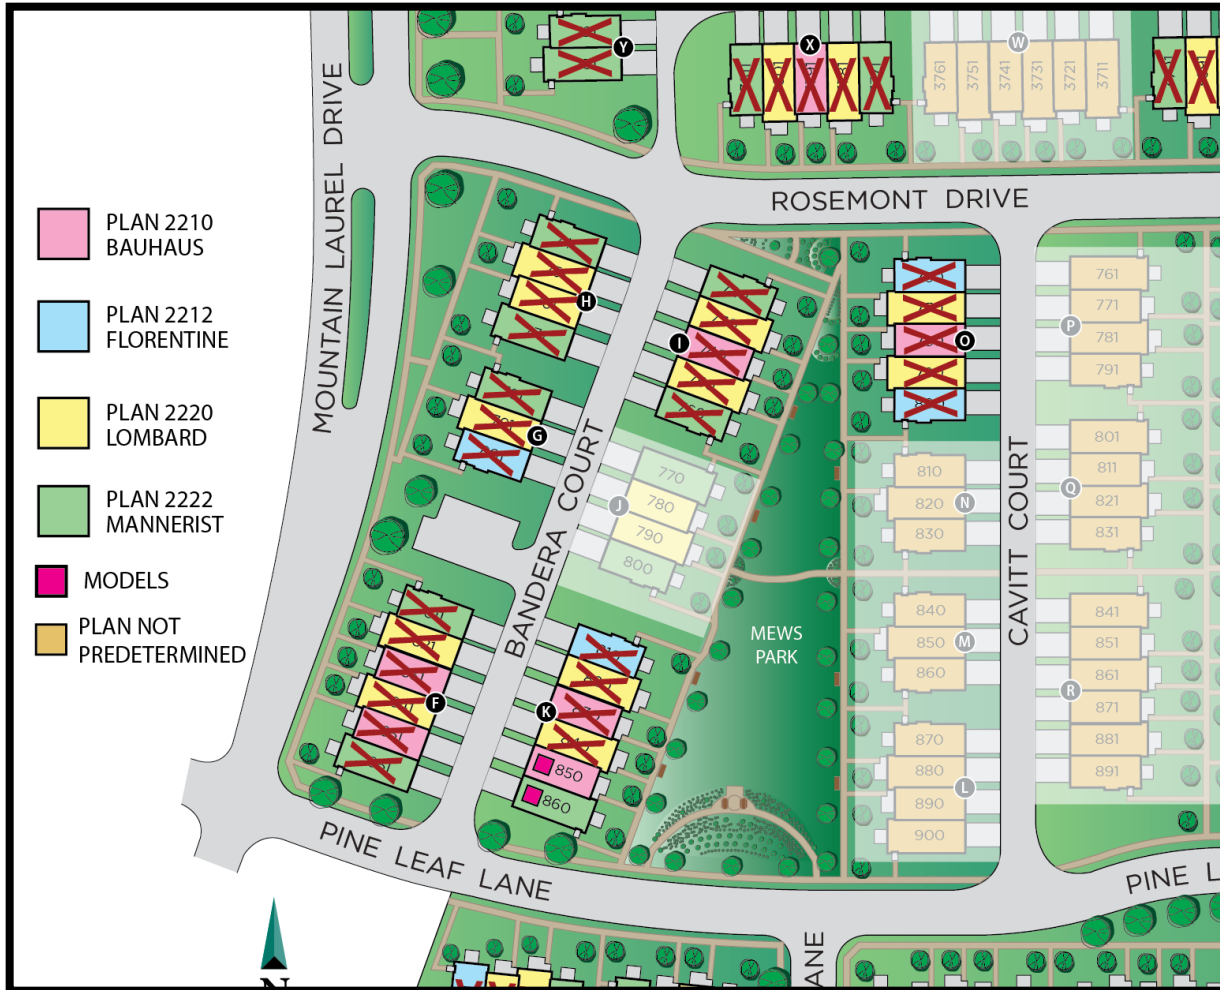 Y
X
W
3761
3751
3741
3731
3721
3711
MOUNTAIN LAUREL DRIVE
ROSEMONT DRIVE
PLAN 2210
BAUHAUS
PLAN 2212
FLORENTINE
PLAN 2220
LOMBARD
PLAN 2222
MANNERIST
MODELS
PLAN NOT
PREDETERMINED
H
I
O
G
P
761
771
781
791
BANDERA COURT
J
770
780
790
800
CAVITT COURT
N
810
820
830
Q
801
811
821
831
MEWS
PARK
M
840
850
860
R
841
851
861
871
881
891
F
K
850
860
L
870
880
890
900
PINE LEAF LANE
PINE L
ANE
N